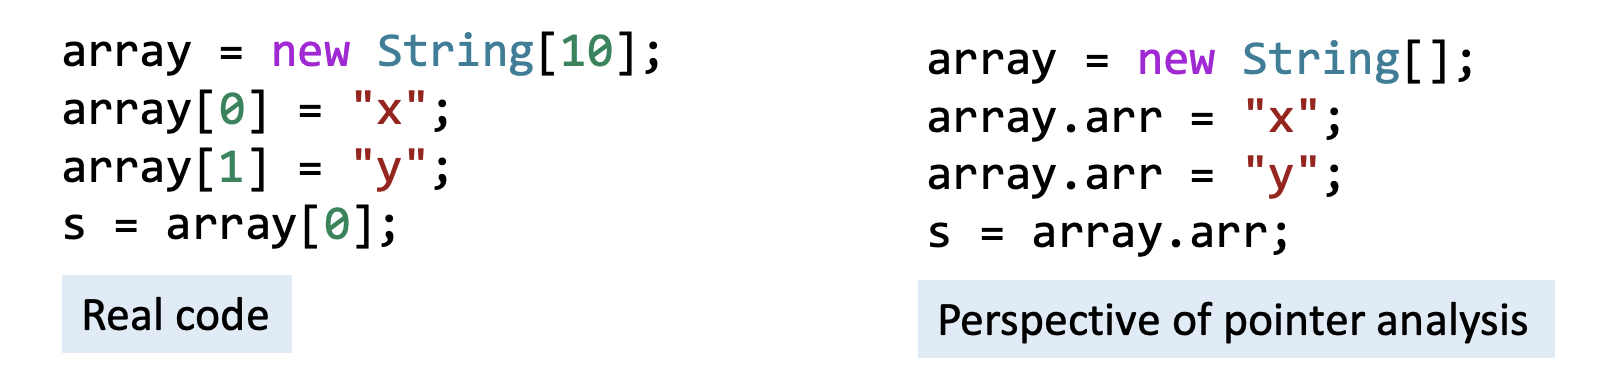 array = new String[10];
array[0] = "x";
array[1] = "y";
s = array[0];
Real code
array = new String[];
array.arr = "x";
array.arr = "y";
s = array.arr;
Perspective of pointer analysis